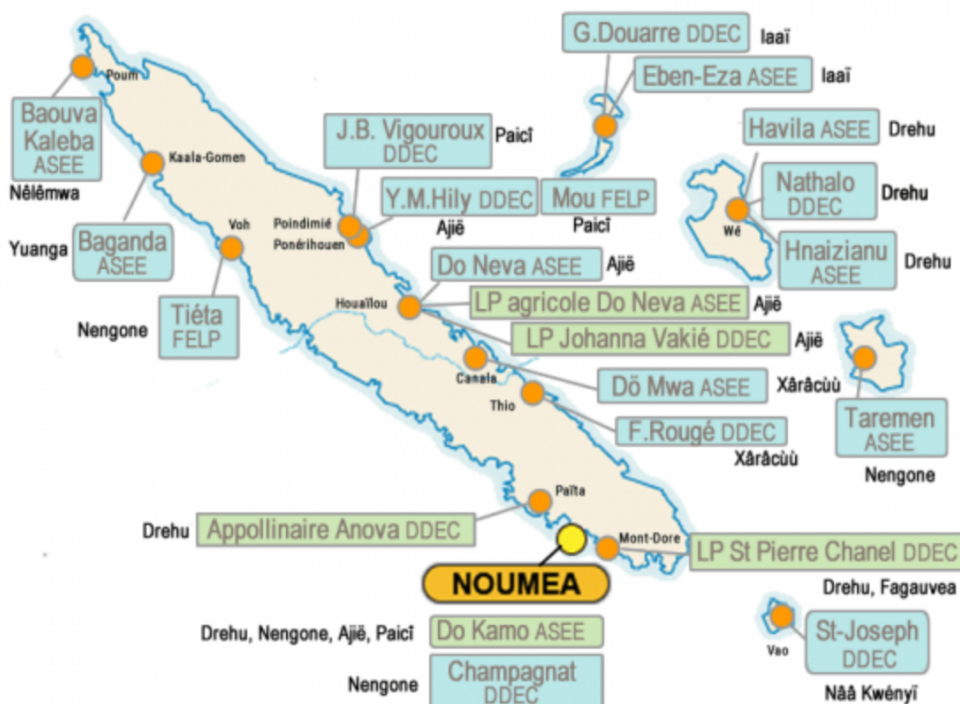 G.Douarre DDEC
Iaaï
Eben-Eza ASEE
Iaaï
Poum
Baouva
Kaleba
ASEE
Nêlêmwa
J.B. Vigouroux
DDEC
Paicî
Havila ASEE
Drehu
Kaala-Gomen
Y.M.Hily DDEC
Ajië
Mou FELP
Paicî
Nathalo
DDEC
Drehu
Wé
Hnaizianu
ASEE
Drehu
Yuanga
Baganda
ASEE
Voh
Poindimié
Ponérihouen
Do Neva ASEE
Ajië
Nengone
Tiéta
FELP
Houaïlou
LP agricole Do Neva ASEE
Ajië
LP Johanna Vakié DDEC
Ajië
Canala
Dö Mwa ASEE
Xârâcùù
Thio
F.Rougé DDEC
Xârâcùù
Taremen
ASEE
Nengone
Païta
Drehu
Appollinaire Anova DDEC
Mont-Dore
LP St Pierre Chanel DDEC
Drehu, Fagauvea
NOUMEA
Drehu, Nengone, Ajië, Paicî
Do Kamo ASEE
Nengone
Champagnat
DDEC
Vao
St-Joseph
DDEC
Nââ Kwényï